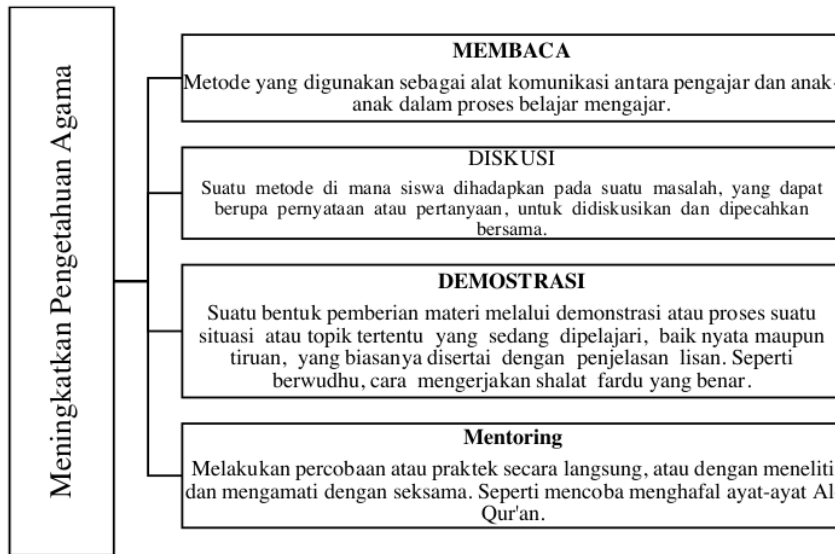 Meningkatkan Pengetahuan Agama
MEMBACA
Metode yang digunakan sebagai alat komunikasi antara pengajar dan anak-
anak dalam proses belajar mengajar.
DISKUSI
Suatu metode di mana siswa dihadapkan pada suatu masalah, yang dapat
berupa pernyataan atau pertanyaan, untuk didiskusikan dan dipecahkan
bersama.
DEMOSTRASI
Suatu bentuk pemberian materi melalui demonstrasi atau proses suatu
situasi atau topik tertentu yang sedang dipelajari, baik nyata maupun
tiruan, yang biasanya disertai dengan penjelasan lisan. Seperti
berwudhu, cara mengerjakan shalat fardu yang benar.
Mentoring
Melakukan percobaan atau praktek secara langsung, atau dengan meneliti
dan mengamati dengan seksama. Seperti mencoba menghafal ayat-ayat Al-
Qur'an.